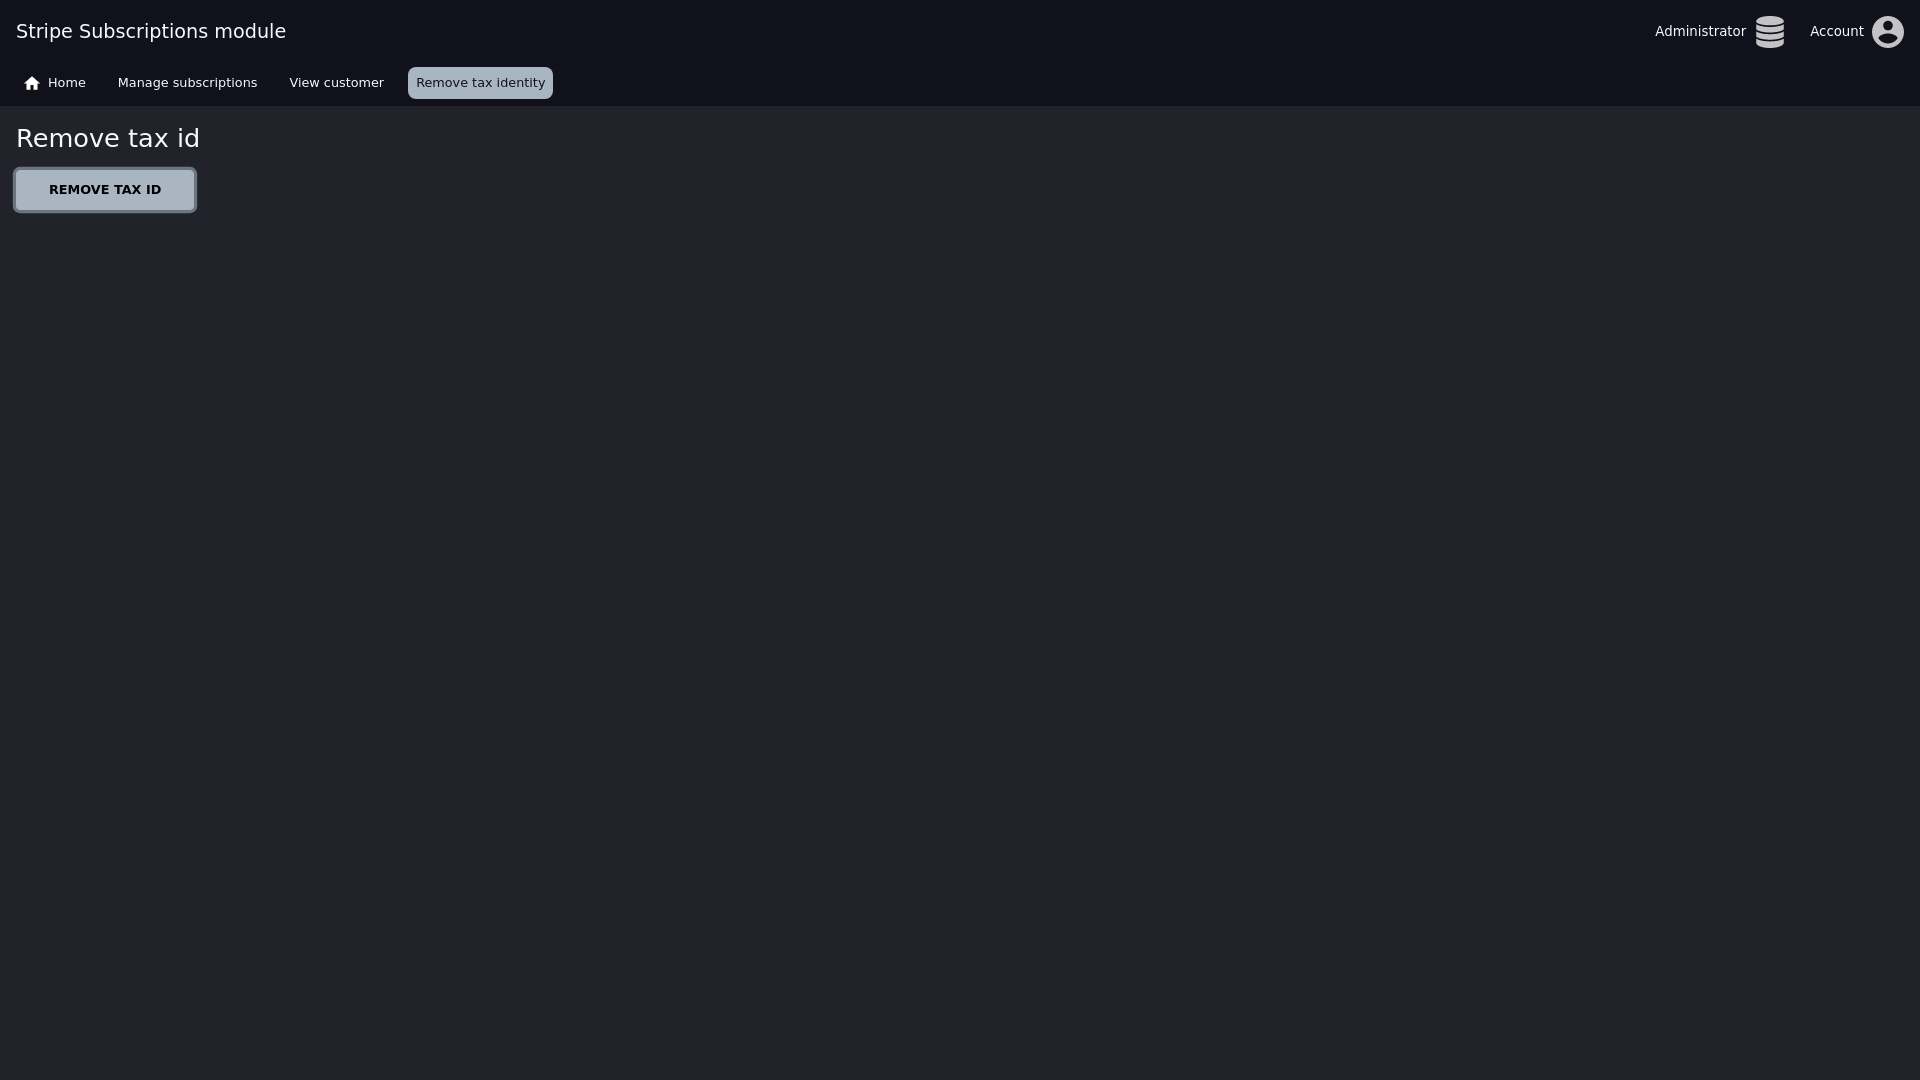 Stripe Subscriptions module
Administrator
Account
Home
Manage subscriptions
View customer
Remove tax identity
Remove tax id
REMOVE TAX ID